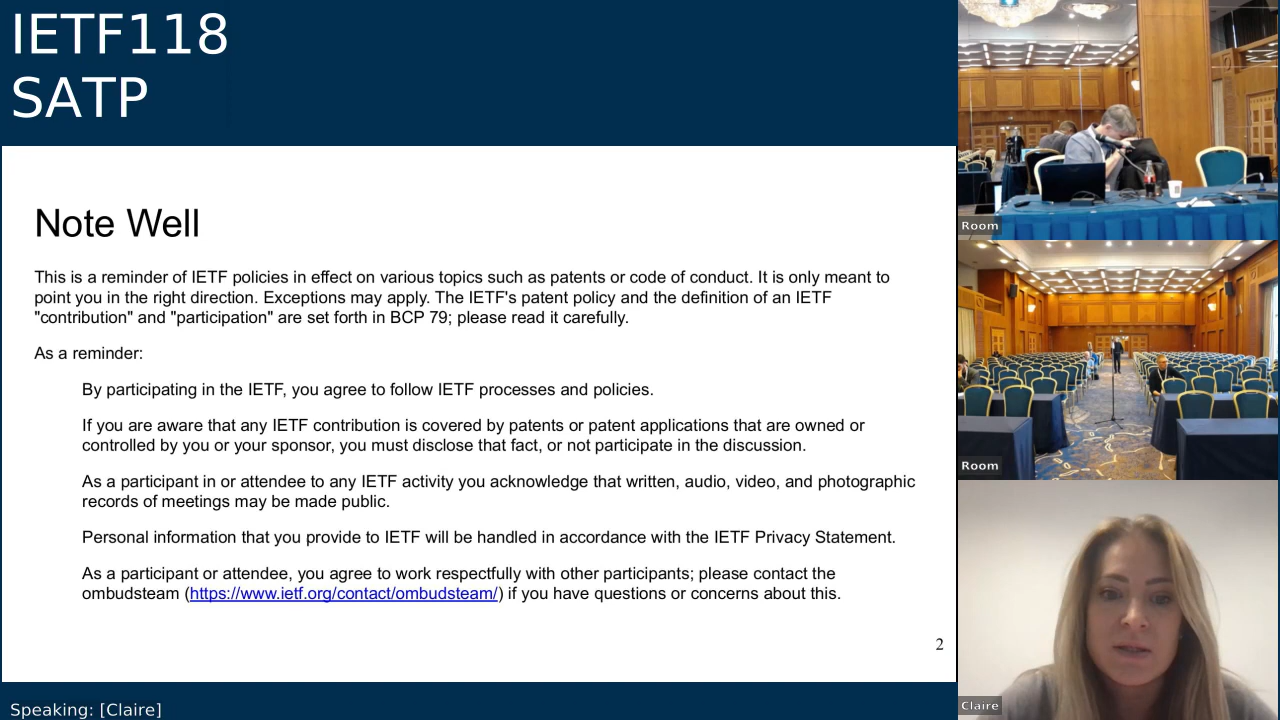 IETF118
SATP
Note Well
This is a reminder of IETF policies in effect on various topics such as patents or code of conduct. It is only meant to
point you in the right direction. Exceptions may apply. The IETF's patent policy and the definition of an IETF
"contribution" and "participation" are set forth in BCP 79; please read it carefully.
As a reminder:
By participating in the IETF, you agree to follow IETF processes and policies.
If you are aware that any IETF contribution is covered by patents or patent applications that are owned or
controlled by you or your sponsor, you must disclose that fact, or not participate in the discussion.
As a participant in or attendee to any IETF activity you acknowledge that written, audio, video, and photographic
records of meetings may be made public.
Personal information that you provide to IETF will be handled in accordance with the IETF Privacy Statement.
As a participant or attendee, you agree to work respectfully with other participants; please contact the
ombudsteam (https://www.ietf.org/contact/ombudsteam/) if you have questions or concerns about this.
2
Speaking: [Claire]
Room
Room
Claire